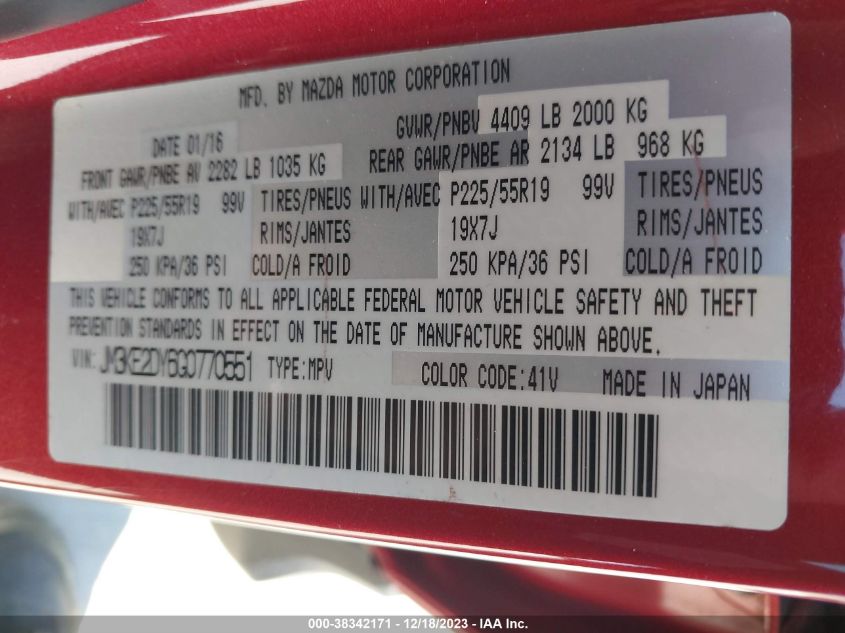 MFD. BY MAZDA MOTOR CORPORATION
DATE 01/16
GVWR/PNBV 4409 LB 2000 KG
FRONT GAWR/PNBE AV 2282 LB 1035 KG
REAR GAWR/PNBE AR 2134 LB 968 KG
WITH/AVEC P225/55R19 99V TIRES/PNEUS WITH/AVEC P225/55R19 99V TIRES/PNEUS
19X7J RIMS/JANTES 19X7J RIMS/JANTES
250 KPA/36 PSI COLD/A FROID 250 KPA/36 PSI COLD/A FROID
THIS VEHICLE CONFORMS TO ALL APPLICABLE FEDERAL MOTOR VEHICLE SAFETY AND THEFT
PREVENTION STANDARDS IN EFFECT ON THE DATE OF MANUFACTURE SHOWN ABOVE.
VIN: JM3KE2DY6G0770551 TYPE:MPV COLOR CODE:41V MADE IN JAPAN
000-38342171 - 12/18/2023 - IAA Inc.